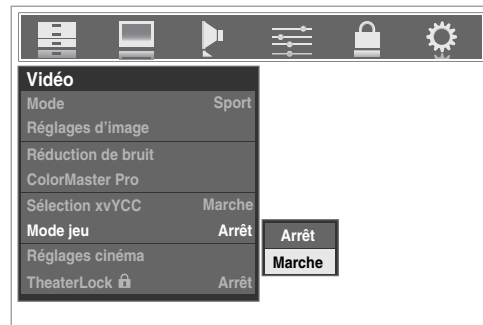 Vidéo
Mode Sport
Réglages d'image
Réduction de bruit
ColorMaster Pro
Sélection xvYCC Marche
Mode jeu Arrêt
Réglages cinéma
TheaterLock Arrêt
Arrêt
Marche